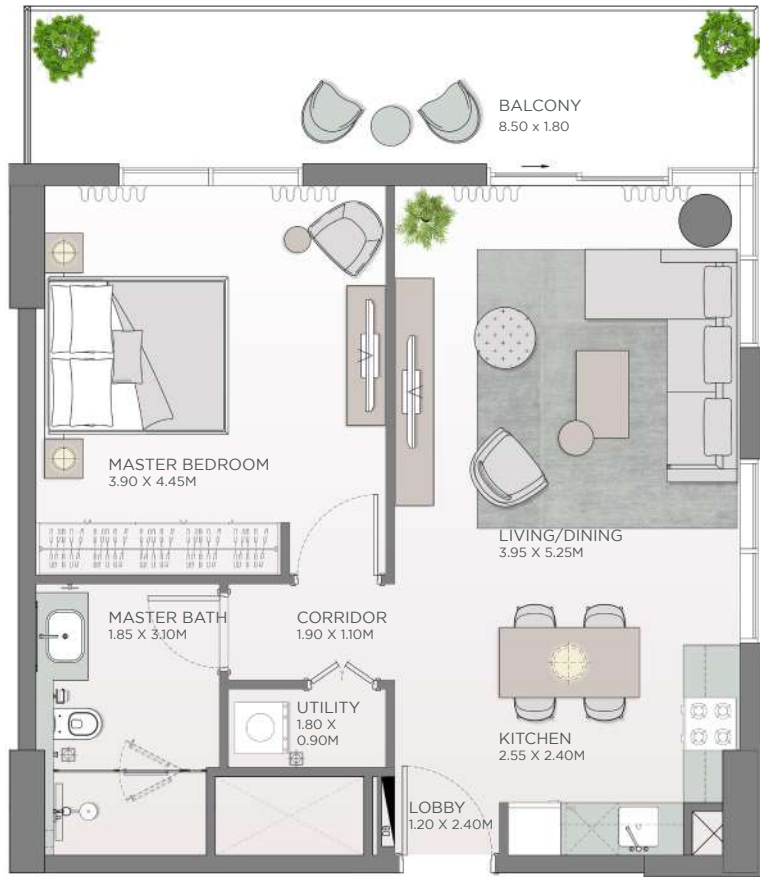 BALCONY
8.50 x 1.80
MASTER BEDROOM
3.90 X 4.45M
LIVING/DINING
3.95 X 5.25M
MASTER BATH
1.85 X 3.10M
CORRIDOR
1.90 X 1.10M
UTILITY
1.80 X
0.90M
KITCHEN
2.55 X 2.40M
LOBBY
1.20 X 2.40M
DB